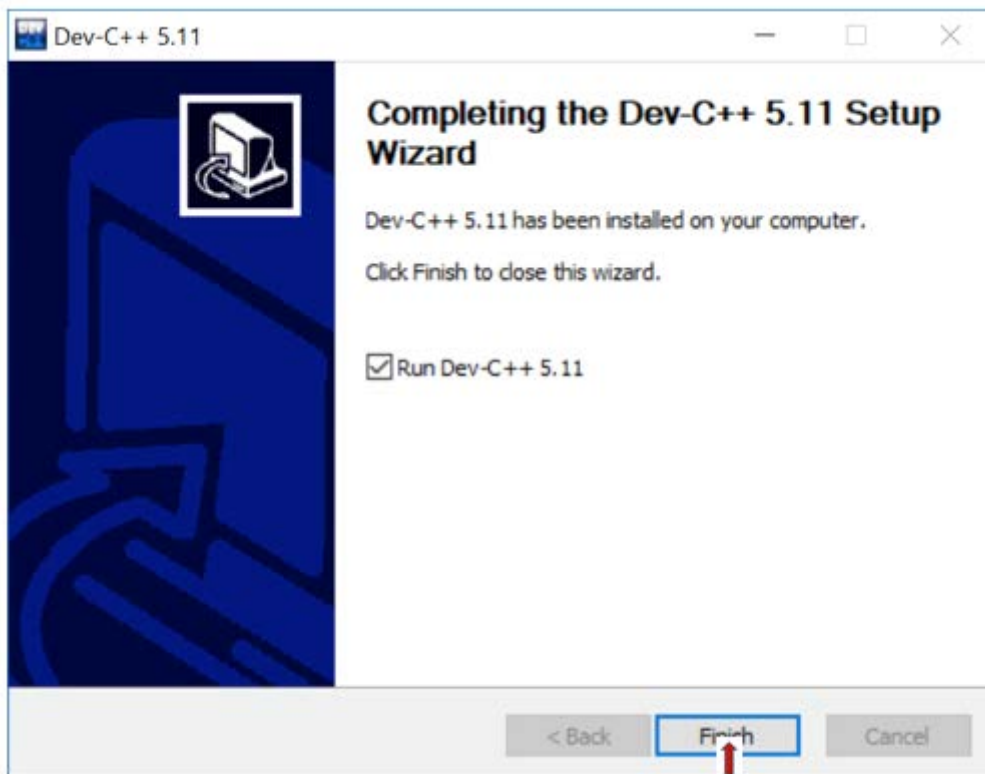 Dev-C++ 5.11
Completing the Dev-C++ 5.11 Setup
Wizard
Dev-C++ 5.11 has been installed on your computer.
Click Finish to close this wizard.
Run Dev-C++ 5.11
< Back Finish Cancel